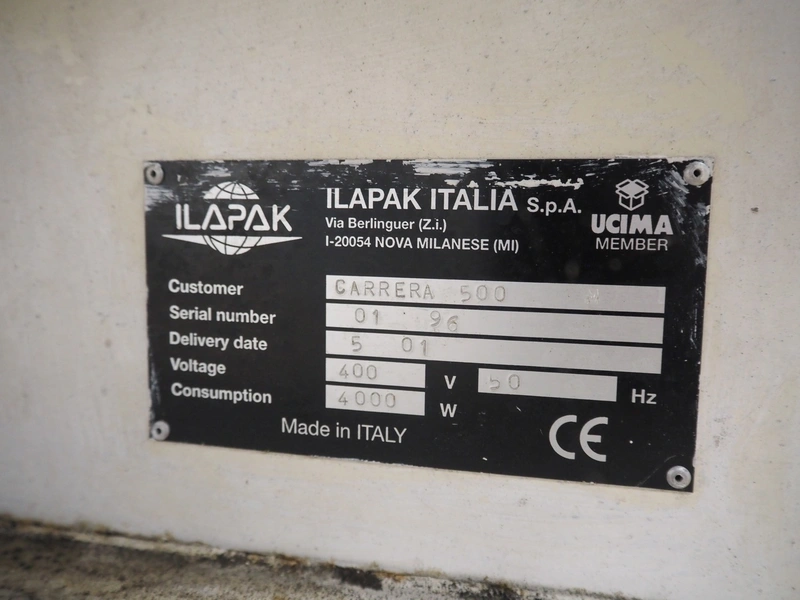 ILAPAK
ILAPAK ITALIA S.p.A.
Via Berlinguer (Z.i.)
I-20054 NOVA MILANESE (MI)
UCIMA
MEMBER
Customer CARRERA 500
Serial number 01 96
Delivery date 5 01
Voltage 400 V 50 Hz
Consumption 4000 W
Made in ITALY
CE